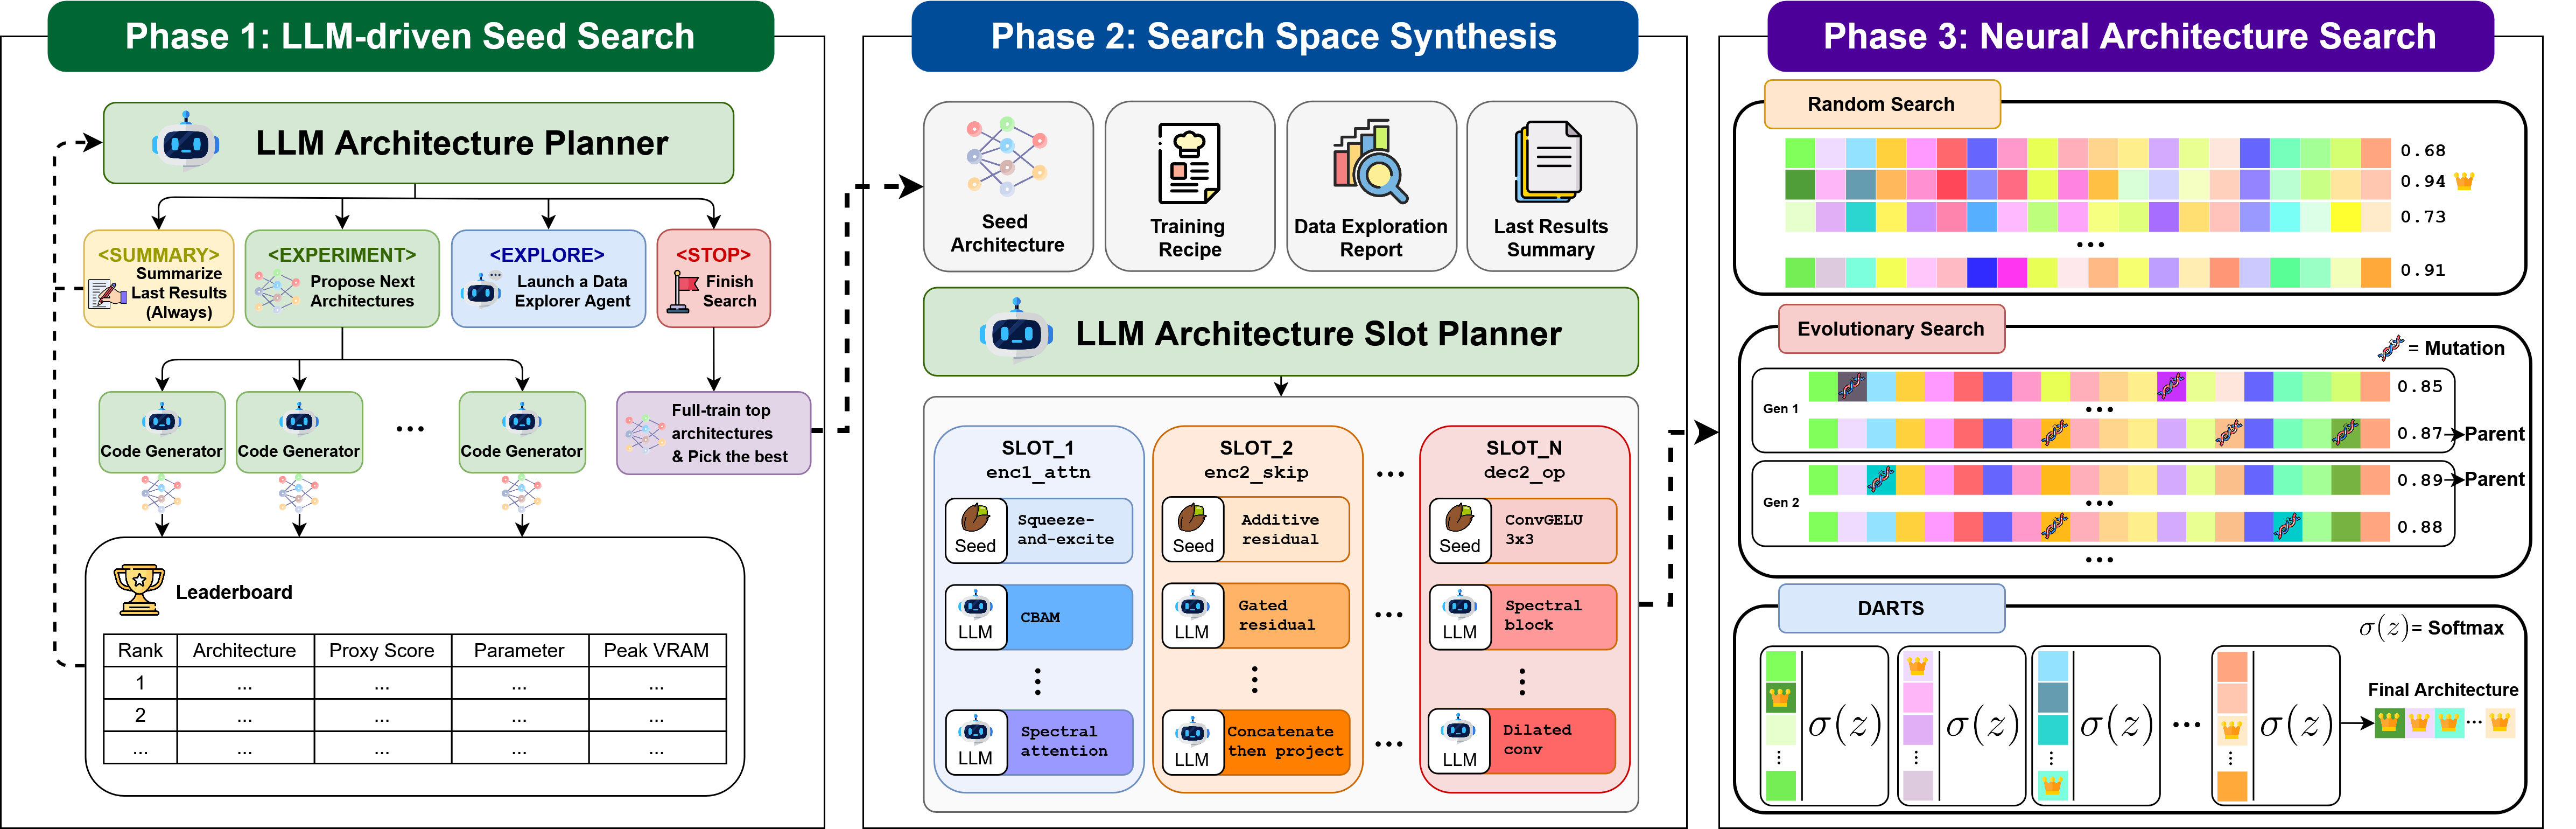 Phase 1: LLM-driven Seed Search
LLM Architecture Planner
<SUMMARY>
Summarize
Last Results
(Always)
<EXPERIMENT>
Propose Next
Architectures
<EXPLORE>
Launch a Data
Explorer Agent
<STOP>
Finish
Search
Code Generator
Code Generator
...
Code Generator
Full-train top
architectures
& Pick the best
Leaderboard
Rank Architecture Proxy Score Parameter Peak VRAM
1 ... ... ... ...
2 ... ... ... ...
... ... ... ... ...
Phase 2: Search Space Synthesis
Seed
Architecture
Training
Recipe
Data Exploration
Report
Last Results
Summary
LLM Architecture Slot Planner
SLOT_1
enc1_attn
Seed
Squeeze-
and-excite
LLM
CBAM
LLM
Spectral
attention
SLOT_2
enc2_skip
Seed
Additive
residual
LLM
Gated
residual
LLM
Concatenate
then project
...
...
...
SLOT_N
dec2_op
Seed
ConvGELU
3x3
LLM
Spectral
block
LLM
Dilated
conv
Phase 3: Neural Architecture Search
Random Search
0.68
0.94
0.73
...
0.91
Evolutionary Search
= Mutation
Gen 1
0.85
...
0.87 Parent
Gen 2
0.89 Parent
...
0.88
...
DARTS
σ(z)= Softmax
σ(z) σ(z) σ(z) ... σ(z)
Final Architecture
...